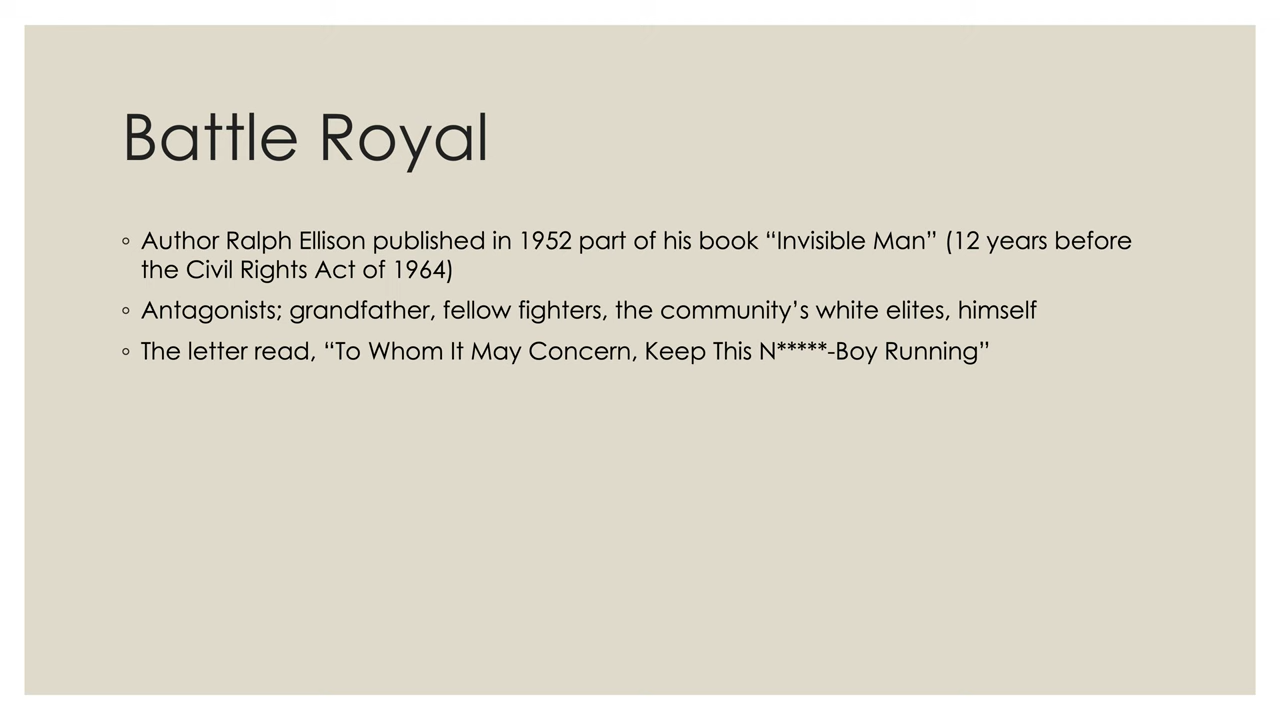 Battle Royal
◦ Author Ralph Ellison published in 1952 part of his book “Invisible Man” (12 years before
the Civil Rights Act of 1964)
◦ Antagonists; grandfather, fellow fighters, the community’s white elites, himself
◦ The letter read, “To Whom It May Concern, Keep This N*****-Boy Running”